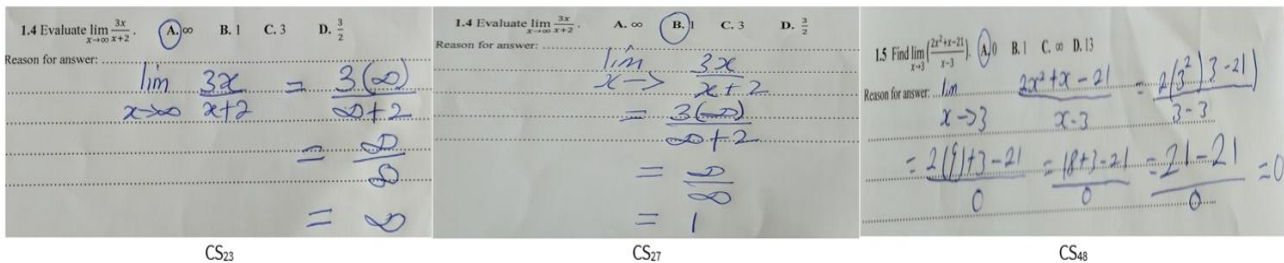 1.4 Evaluate lim x→∞ 3x/x+2. A. ∞ B. 1 C. 3 D. 3/2
Reason for answer:
lim x→∞ 3x/x+2 = 3(∞)/∞+2
= ∞/∞
= ∞
CS23
1.4 Evaluate lim x→∞ 3x/x+2. A. ∞ B. 1 C. 3 D. 3/2
Reason for answer:
lim x→ 3x/x+2
= 3(∞)/∞+2
= ∞/∞
= 1
CS27
1.5 Find lim x→3 (2x²+x−21/x−3). A. 0 B. 1 C. ∞ D. 13
Reason for answer: lim x→3 2x²+x−21/x−3 = 2(3²)3−21)/3−3
= 2(9)+3−21/0 = 18+3−21/0 = 21−21/0 = 0
CS48